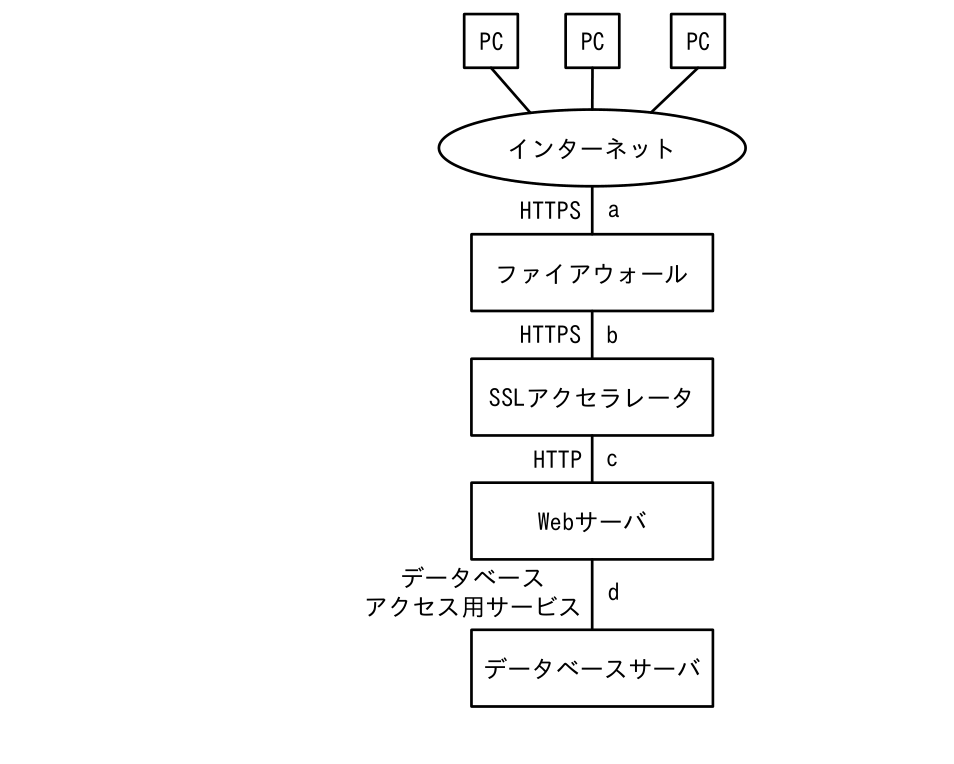 PC PC PC
インターネット
HTTPS a
ファイアウォール
HTTPS b
SSLアクセラレータ
HTTP c
Webサーバ
データベース
アクセス用サービス d
データベースサーバ